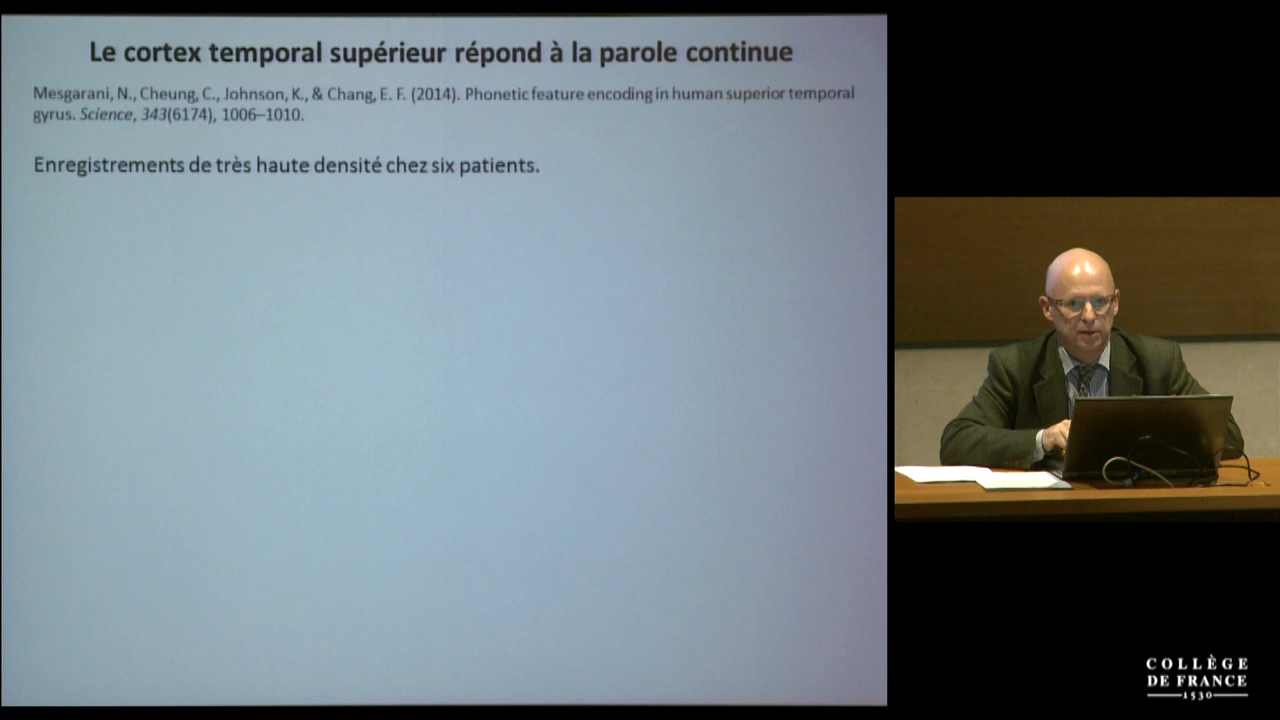 Le cortex temporal supérieur répond à la parole continue
Mesgarani, N., Cheung, C., Johnson, K., & Chang, E. F. (2014). Phonetic feature encoding in human superior temporal
gyrus. Science, 343(6174), 1006–1010.
Enregistrements de très haute densité chez six patients.
COLLÈGE
DE FRANCE
1530